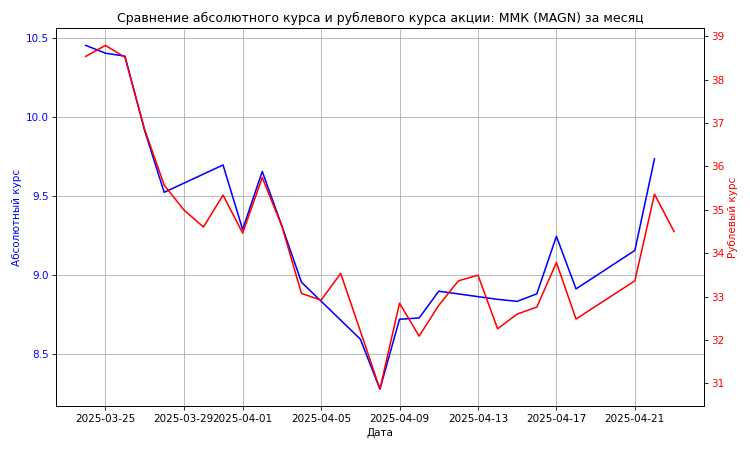 Сравнение абсолютного курса и рублевого курса акции: ММК (MAGN) за месяц
10.5
10.0
9.5
9.0
8.5
Абсолютный курс
39
38
37
36
35
34
33
32
31
Рублевый курс
2025-03-25 2025-03-29 2025-04-01 2025-04-05 2025-04-09 2025-04-13 2025-04-17 2025-04-21
Дата